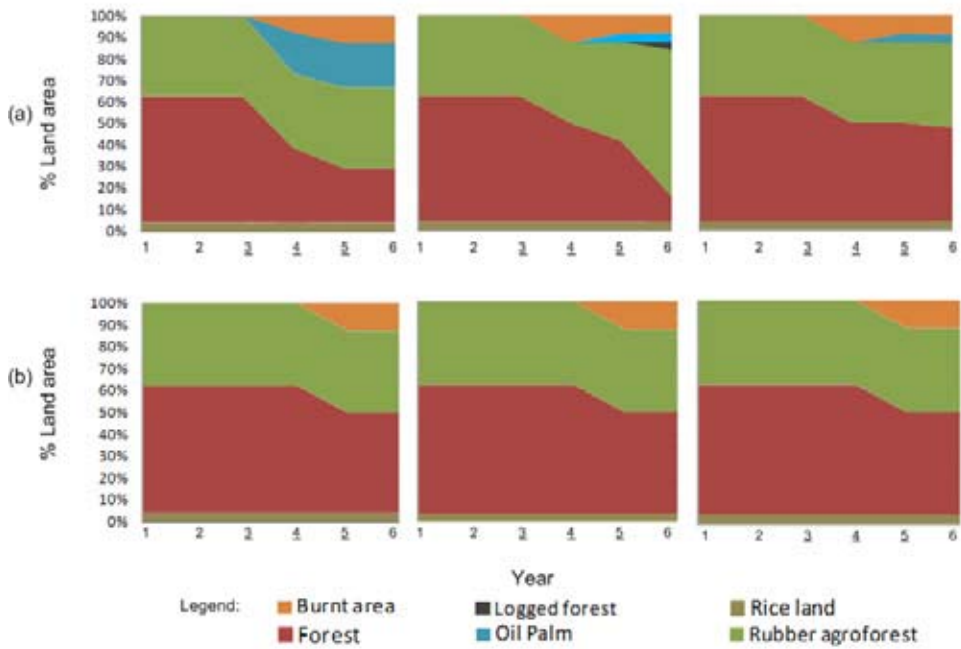 (a)
% Land area
100%
90%
80%
70%
60%
50%
40%
30%
20%
10%
0%
1 2 3 4 5 6
1 2 3 4 5 6
1 2 3 4 5 6
(b)
% Land area
100%
90%
80%
70%
60%
50%
40%
30%
20%
10%
0%
1 2 3 4 5 6
1 2 3 4 5 6
1 2 3 4 5 6
Year
Legend: Burnt area Logged forest Rice land
Forest Oil Palm Rubber agroforest